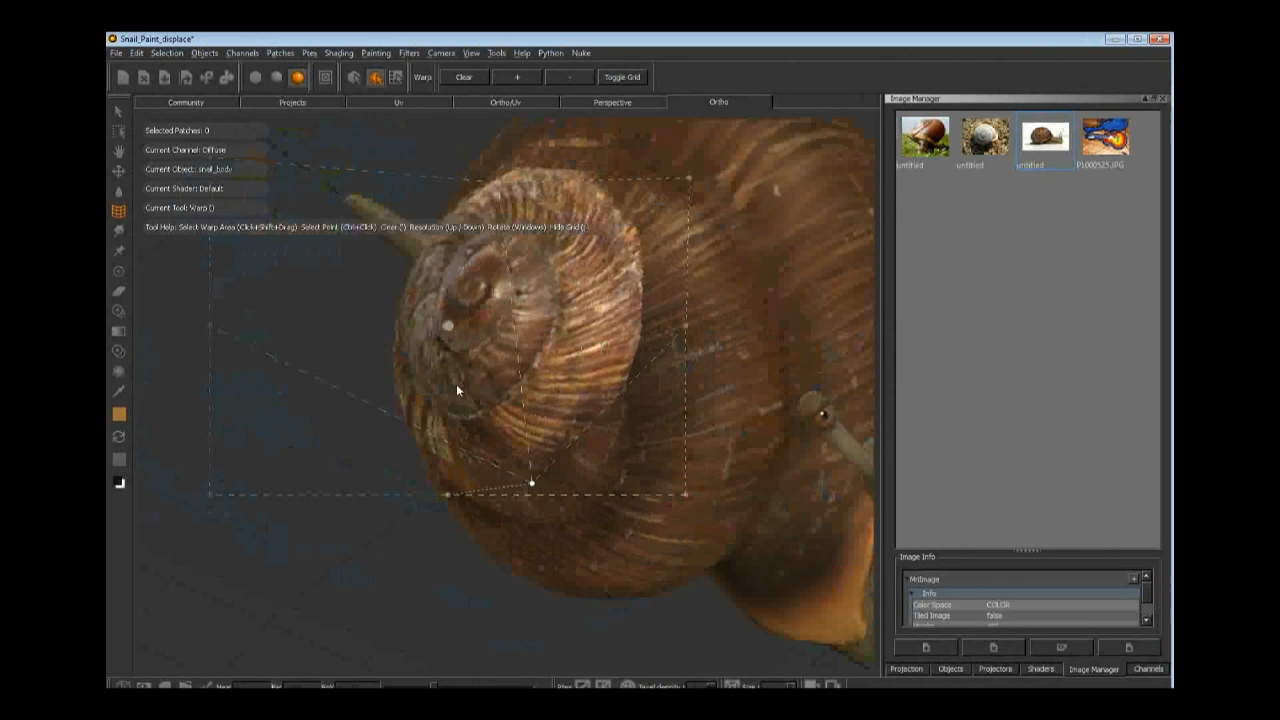 Snail_Paint_displace*
File Edit Selection Objects Channels Patches Ptex Shading Painting Filters Camera View Tools Help Python Nuke
Warp Clear + - Toggle Grid
Community Projects Uv Ortho/Uv Perspective Ortho
Image Manager
Selected Patches: 0
Current Channel: Diffuse
Current Object: snail_body
Current Shader: Default
Current Tool: Warp ()
Tool Help: Select Warp Area (Click+Shift+Drag) Select Point (Ctrl+Click) Clear (') Resolution (Up / Down) Rotate (Windows) Hide Grid ()
untitled untitled untitled P1000525.JPG
Image Info
MriImage
Info
Color Space COLOR
Tiled Image false
Projection Objects Projectors Shaders Image Manager Channels